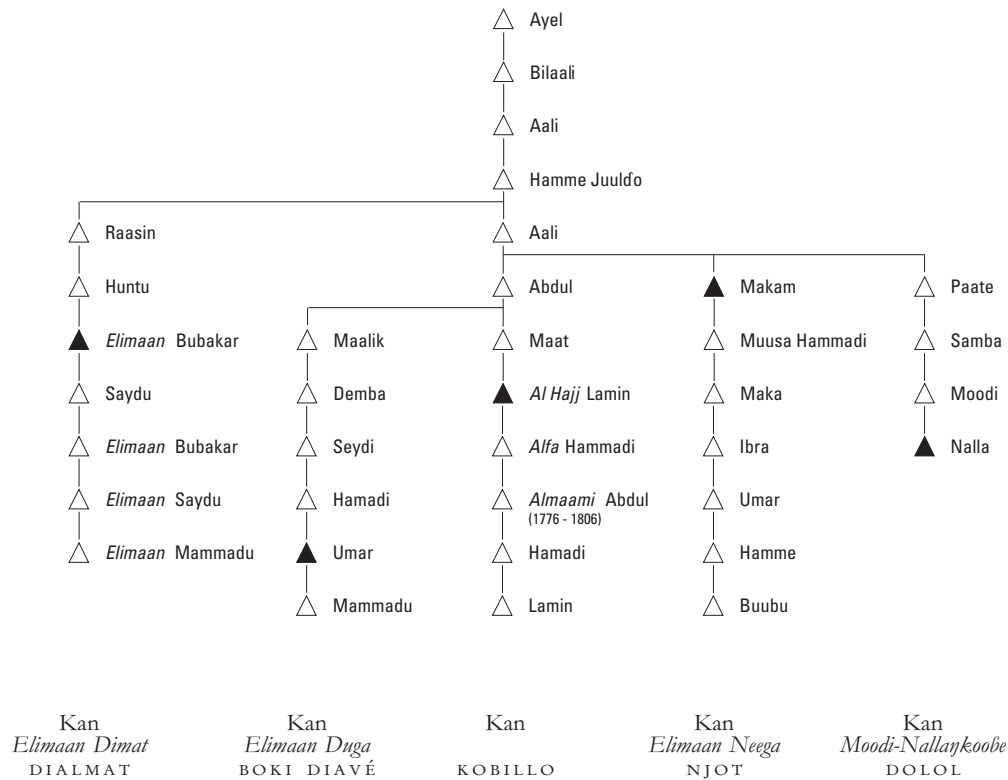 Ayel
Bilaali
Aali
Hamme Juulɗo
Raasin
Aali
Huntu
Abdul
Makam
Paate
Elimaan Bubakar
Maalik
Maat
Muusa Hammadi
Samba
Saydu
Demba
Al Hajj Lamin
Maka
Moodi
Elimaan Bubakar
Seydi
Alfa Hammadi
Ibra
Nalla
Elimaan Saydu
Hamadi
Almaami Abdul
(1776 - 1806)
Umar
Elimaan Mammadu
Umar
Hamadi
Hamme
Mammadu
Lamin
Buubu
Kan
Elimaan Dimat
DIALMAT
Kan
Elimaan Duga
BOKI DIAVÉ
Kan
KOBILLO
Kan
Elimaan Neega
NJOT
Kan
Moodi-Nallaŋkooɓe
DOLOL